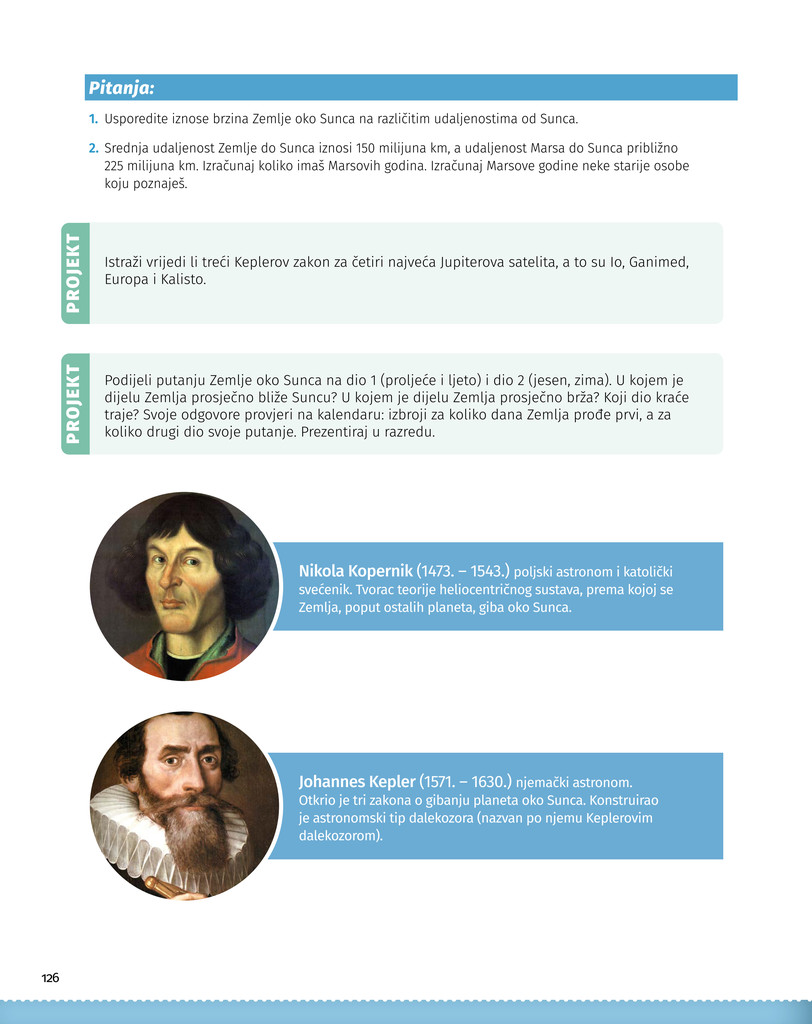 Pitanja:
1. Usporedite iznose brzina Zemlje oko Sunca na različitim udaljenostima od Sunca.
2. Srednja udaljenost Zemlje do Sunca iznosi 150 milijuna km, a udaljenost Marsa do Sunca približno
225 milijuna km. Izračunaj koliko imaš Marsovih godina. Izračunaj Marsove godine neke starije osobe
koju poznaješ.
PROJEKT
Istraži vrijedi li treći Keplerov zakon za četiri najveća Jupiterova satelita, a to su Io, Ganimed,
Europa i Kalisto.
PROJEKT
Podijeli putanju Zemlje oko Sunca na dio 1 (proljeće i ljeto) i dio 2 (jesen, zima). U kojem je
dijelu Zemlja prosječno bliže Suncu? U kojem je dijelu Zemlja prosječno brža? Koji dio kraće
traje? Svoje odgovore provjeri na kalendaru: izbroji za koliko dana Zemlja prođe prvi, a za
koliko drugi dio svoje putanje. Prezentiraj u razredu.
Nikola Kopernik (1473. – 1543.) poljski astronom i katolički
svećenik. Tvorac teorije heliocentričnog sustava, prema kojoj se
Zemlja, poput ostalih planeta, giba oko Sunca.
Johannes Kepler (1571. – 1630.) njemački astronom.
Otkrio je tri zakona o gibanju planeta oko Sunca. Konstruirao
je astronomski tip dalekozora (nazvan po njemu Keplerovim
dalekozorom).
126